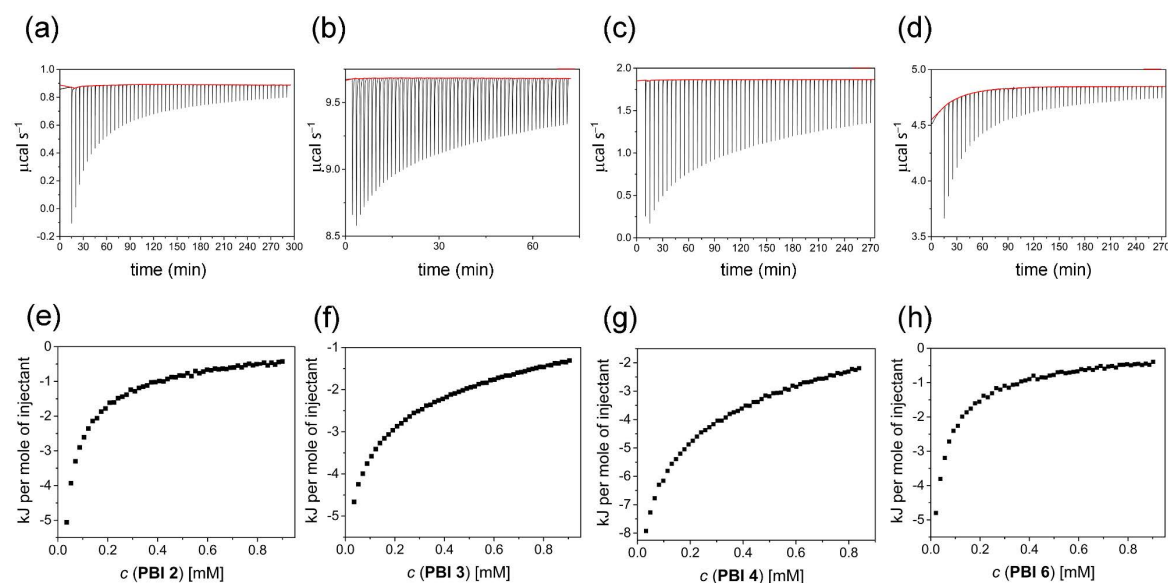 (a)
(b)
(c)
(d)
1.0
0.8
0.6
0.4
0.2
0.0
-0.2
µcal s⁻¹
0 30 60 90 120 150 180 210 240 270 300
time (min)
9.5
9.0
8.5
µcal s⁻¹
0 30 60
time (min)
2.0
1.5
1.0
0.5
0.0
µcal s⁻¹
0 30 60 90 120 150 180 210 240 270
time (min)
5.0
4.5
4.0
3.5
µcal s⁻¹
0 30 60 90 120 150 180 210 240 270
time (min)
(e)
(f)
(g)
(h)
0
-1
-2
-3
-4
-5
kJ per mole of injectant
0.0 0.2 0.4 0.6 0.8
c (PBI 2) [mM]
-1
-2
-3
-4
-5
kJ per mole of injectant
0.0 0.2 0.4 0.6 0.8
c (PBI 3) [mM]
-2
-3
-4
-5
-6
-7
-8
kJ per mole of injectant
0.0 0.2 0.4 0.6 0.8
c (PBI 4) [mM]
0
-1
-2
-3
-4
-5
kJ per mole of injectant
0.0 0.2 0.4 0.6 0.8
c (PBI 6) [mM]